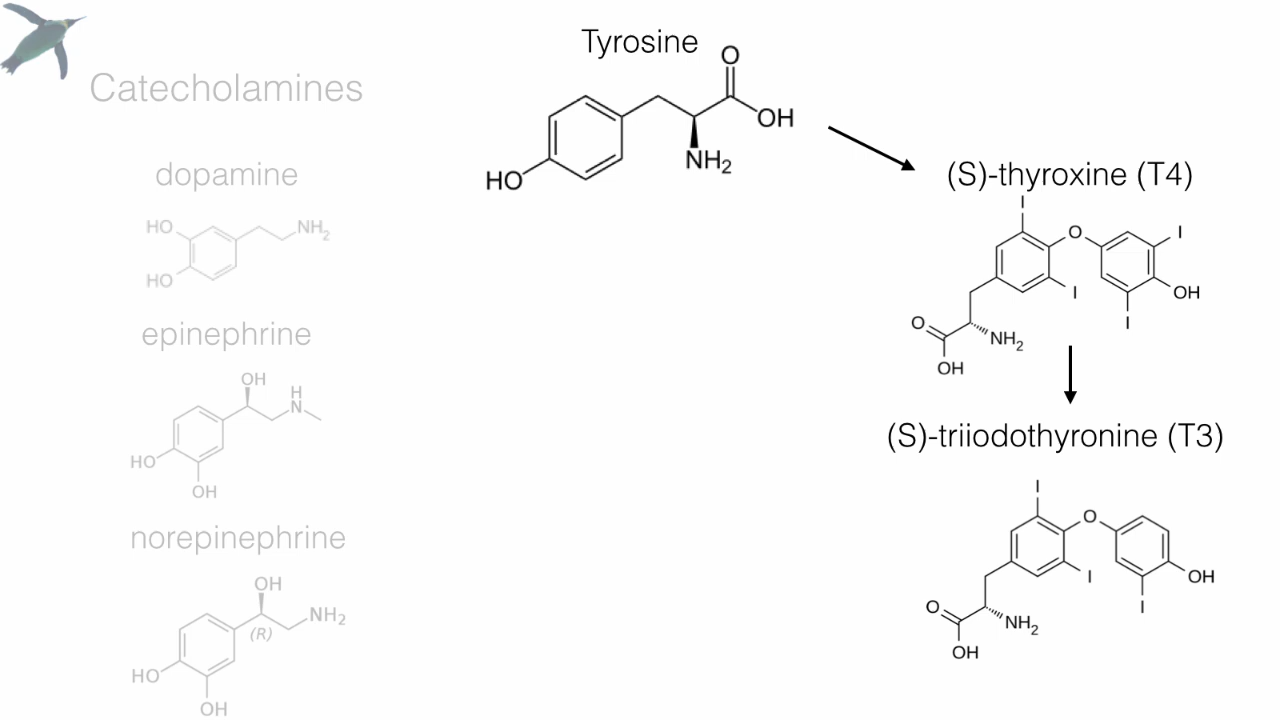 Catecholamines
dopamine
HO
NH2
HO
epinephrine
OH
H
N
HO
OH
norepinephrine
OH
NH2
(R)
HO
OH
Tyrosine
O
OH
NH2
HO
(S)-thyroxine (T4)
I
O
I
I
OH
I
O
NH2
OH
(S)-triiodothyronine (T3)
I
O
I
OH
I
O
NH2
OH